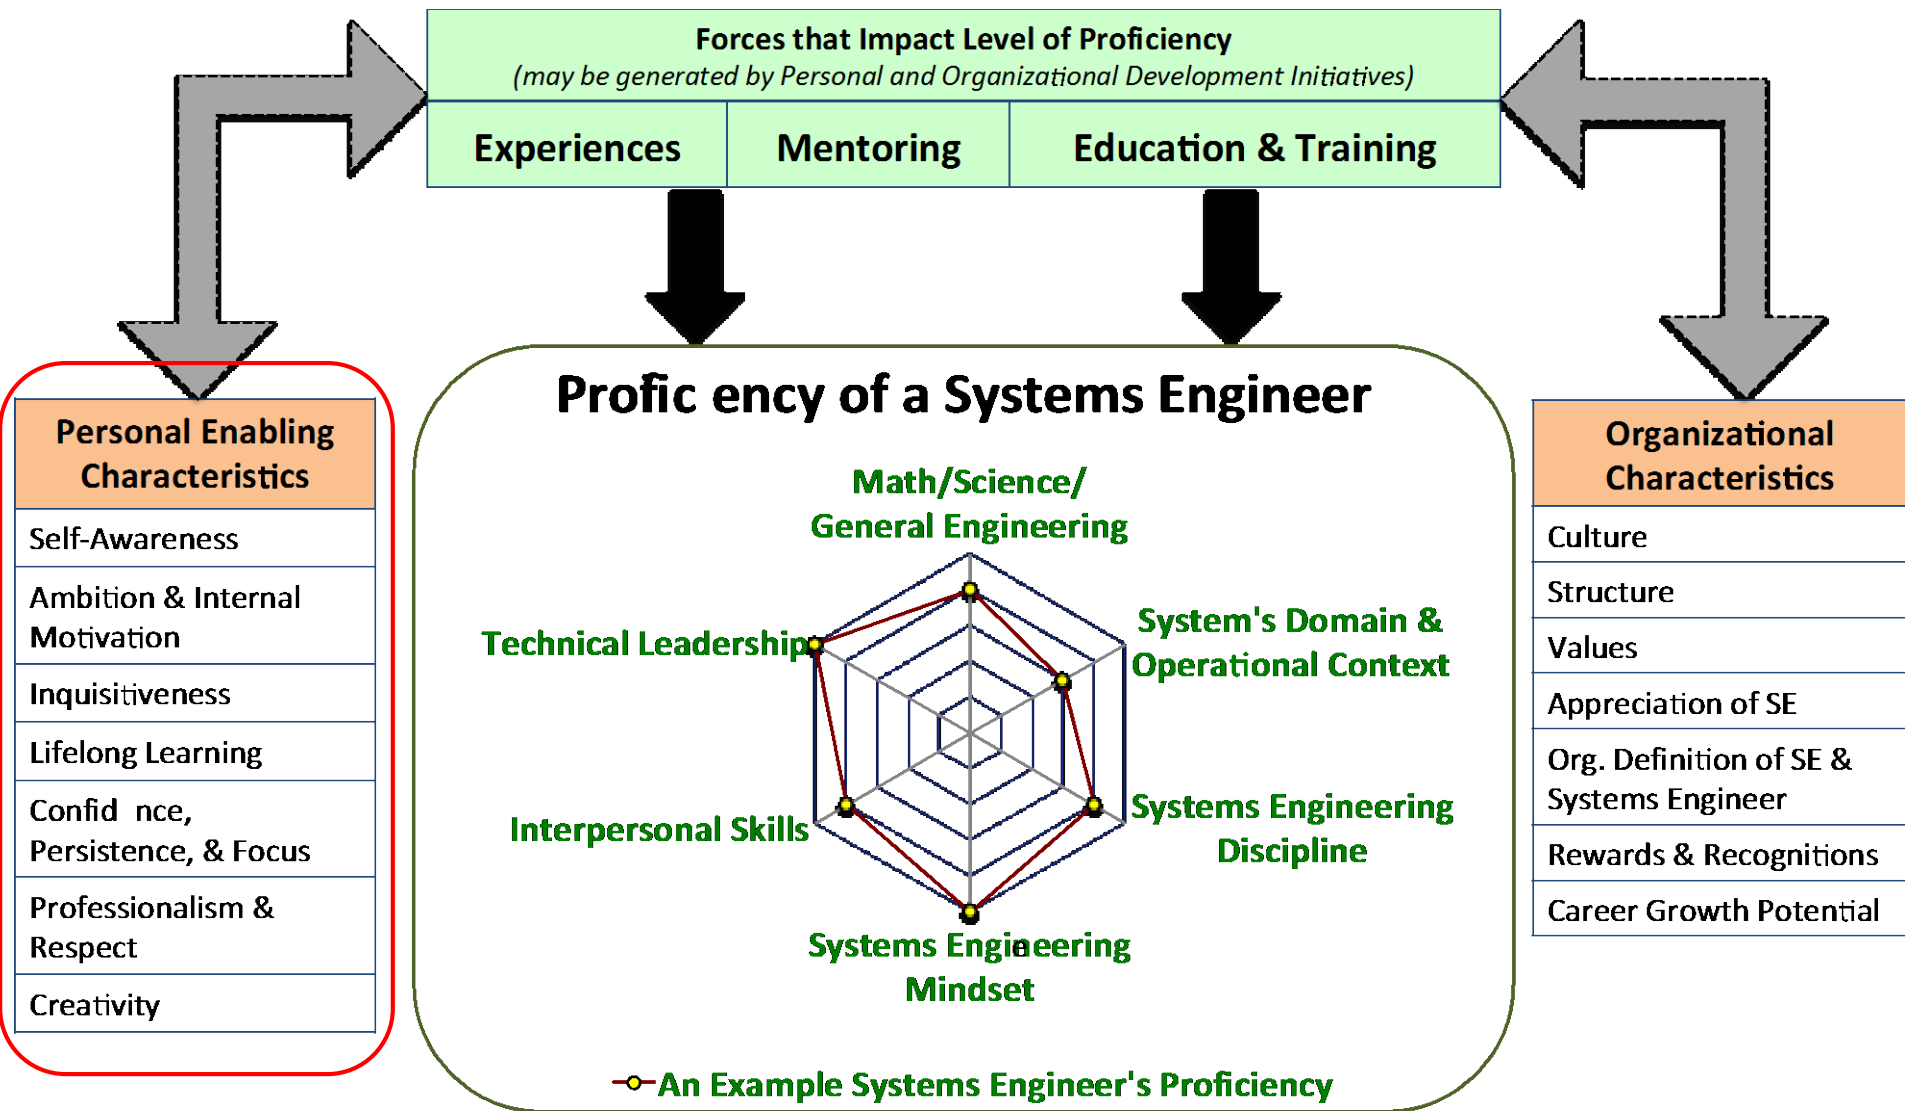 Forces that Impact Level of Proficiency
(may be generated by Personal and Organizational Development Initiatives)
Experiences
Mentoring
Education & Training
Personal Enabling
Characteristics
Self-Awareness
Ambition & Internal
Motivation
Inquisitiveness
Lifelong Learning
Confid nce,
Persistence, & Focus
Professionalism &
Respect
Creativity
Profic ency of a Systems Engineer
Math/Science/
General Engineering
System's Domain &
Operational Context
Technical Leadership
Systems Engineering
Discipline
Interpersonal Skills
Systems Engineering
Mindset
An Example Systems Engineer's Proficiency
Organizational
Characteristics
Culture
Structure
Values
Appreciation of SE
Org. Definition of SE &
Systems Engineer
Rewards & Recognitions
Career Growth Potential